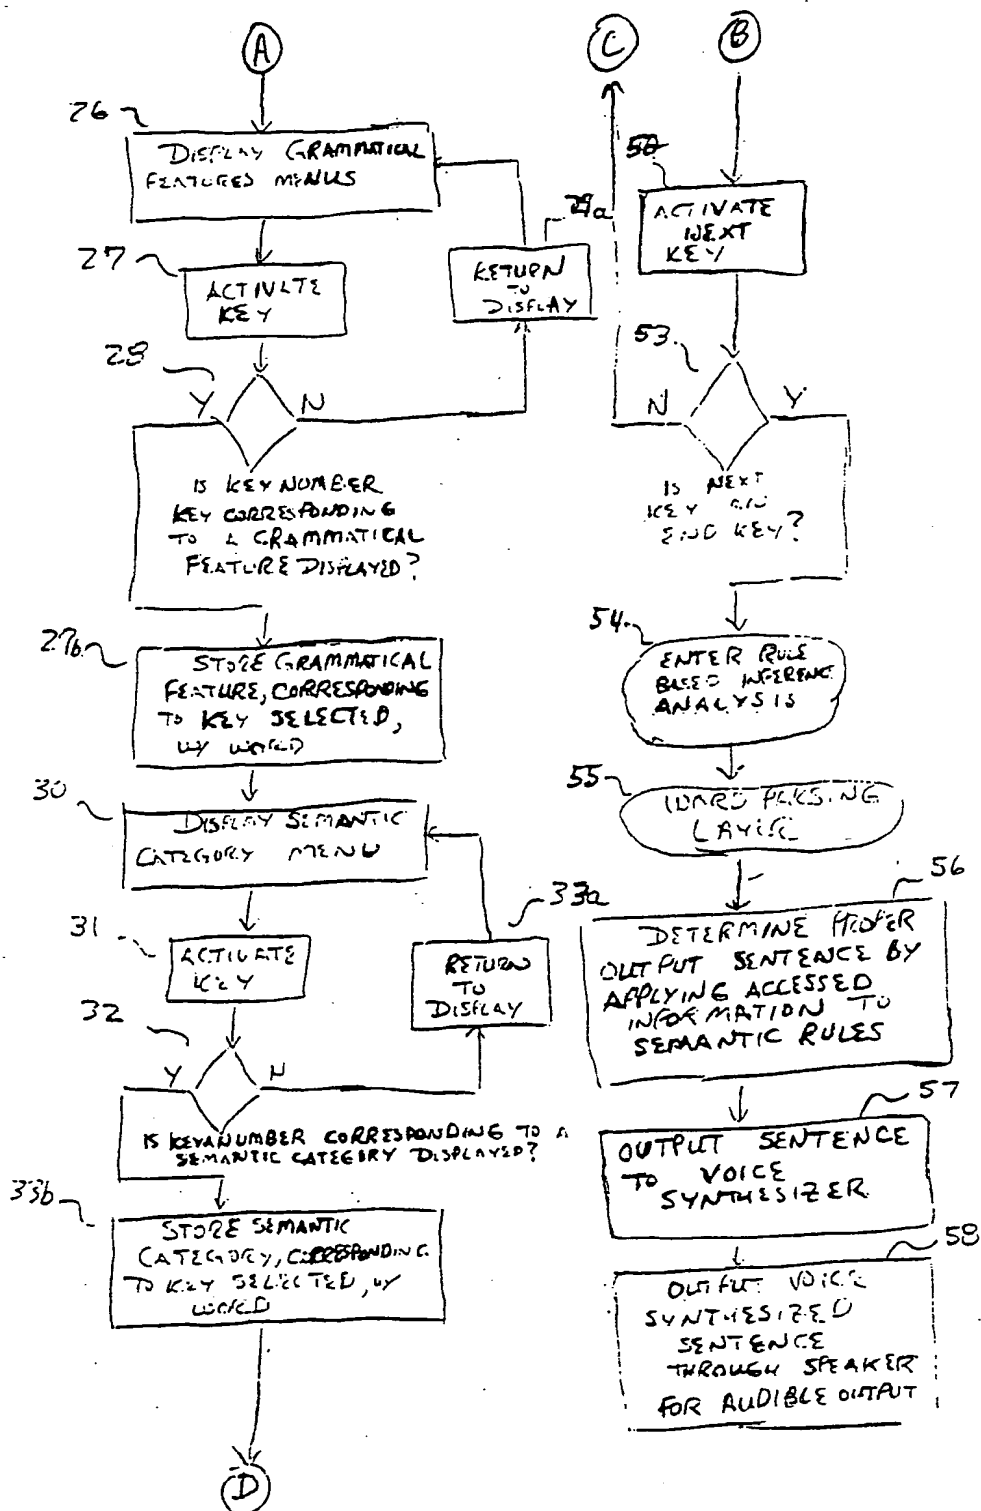 A
26
DISPLAY GRAMMATICAL
FEATURES MENUS
29a
RETURN
TO
DISPLAY
27
ACTIVATE
KEY
28
Y
N
IS KEY NUMBER
KEY CORRESPONDING
TO A GRAMMATICAL
FEATURE DISPLAYED?
STORE GRAMMATICAL
FEATURE, CORRESPONDING
TO KEY SELECTED,
W/ WORLD
30
DISPLAY SEMANTIC
CATEGORY MENU
33a
RETURN
TO
DISPLAY
31
ACTIVATE
KEY
32
Y
N
IS KEY A NUMBER CORRESPONDING TO A
SEMANTIC CATEGORY DISPLAYED?
33b
STORE SEMANTIC
CATEGORY, CORRESPONDING
TO KEY SELECTED, W/
WORLD
D
C
B
50
ACTIVATE
NEXT
KEY
53
N
Y
IS NEXT
KEY AN
END KEY?
54
ENTER RULE
BASED INFERENCE
ANALYSIS
55
WORD PARSING
LAYER
56
DETERMINE PROPER
OUTPUT SENTENCE BY
APPLYING ACCESSED
INFORMATION TO
SEMANTIC RULES
57
OUTPUT SENTENCE
TO VOICE
SYNTHESIZER
58
OUTPUT VOICE
SYNTHESIZED
SENTENCE
THROUGH SPEAKER
FOR AUDIBLE OUTPUT